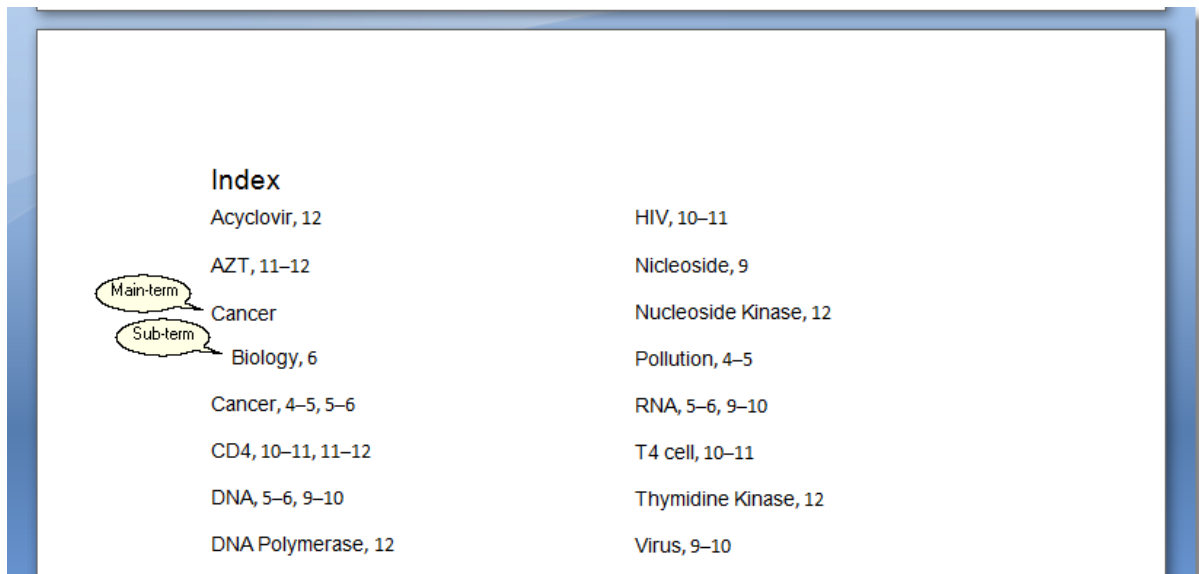 Index
Acyclovir, 12
AZT, 11–12
Main-term
Cancer
Sub-term
Biology, 6
Cancer, 4–5, 5–6
CD4, 10–11, 11–12
DNA, 5–6, 9–10
DNA Polymerase, 12
HIV, 10–11
Nicleoside, 9
Nucleoside Kinase, 12
Pollution, 4–5
RNA, 5–6, 9–10
T4 cell, 10–11
Thymidine Kinase, 12
Virus, 9–10